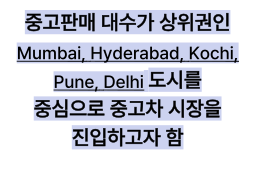 중고판매 대수가 상위권인
Mumbai, Hyderabad, Kochi,
Pune, Delhi 도시를
중심으로 중고차 시장을
진입하고자 함